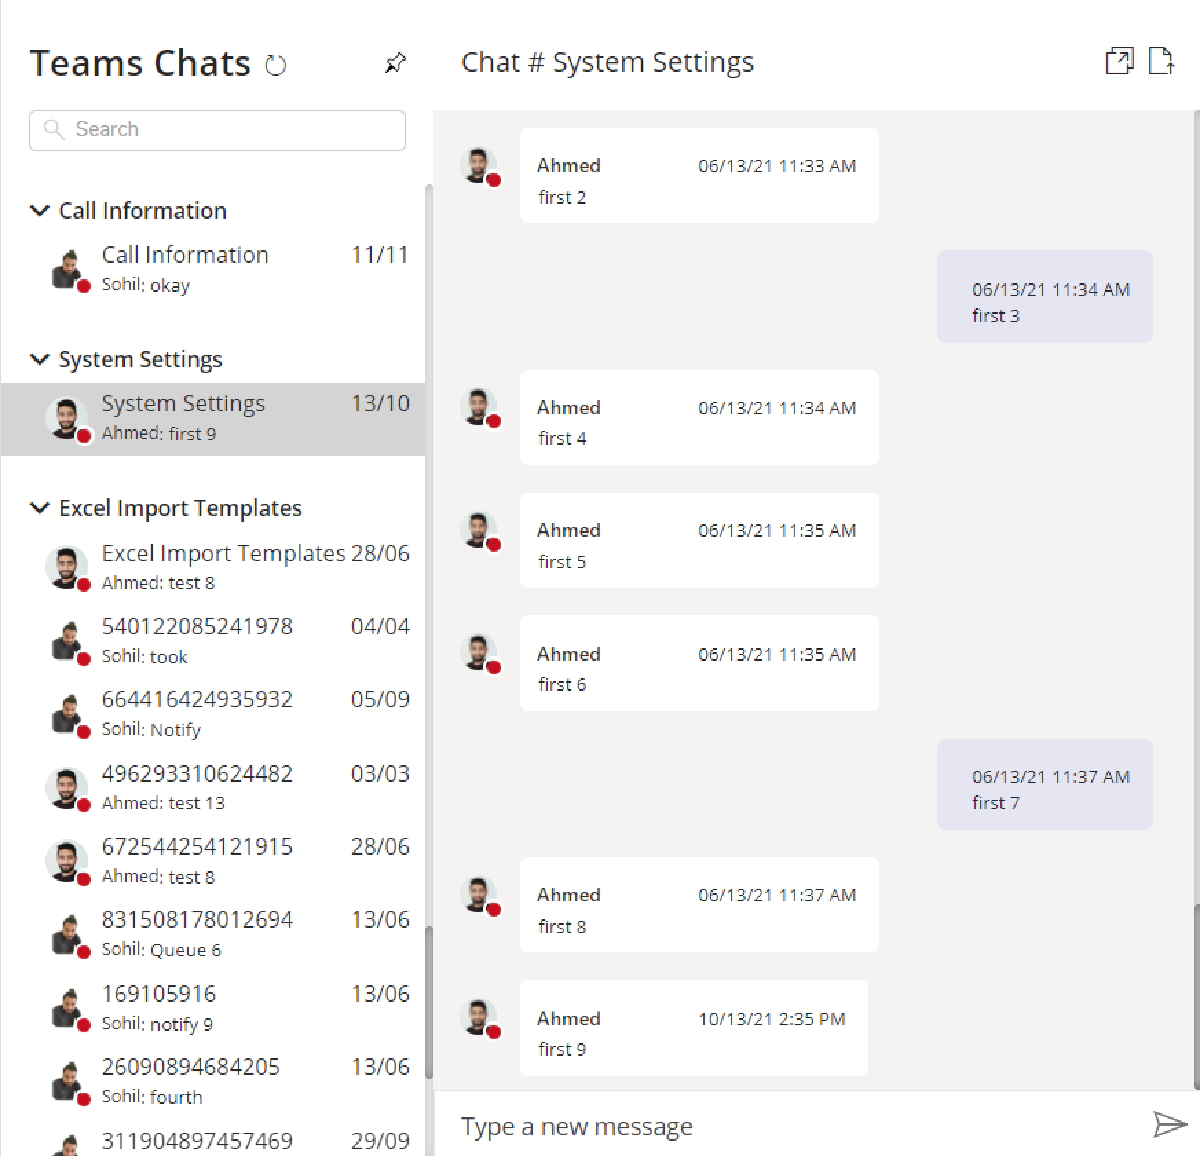 Teams Chats
Search
Call Information
Call Information 11/11
Sohil: okay
System Settings
System Settings 13/10
Ahmed: first 9
Excel Import Templates
Excel Import Templates 28/06
Ahmed: test 8
540122085241978 04/04
Sohil: took
664416424935932 05/09
Sohil: Notify
496293310624482 03/03
Ahmed: test 13
672544254121915 28/06
Ahmed: test 8
831508178012694 13/06
Sohil: Queue 6
169105916 13/06
Sohil: notify 9
26090894684205 13/06
Sohil: fourth
311904897457469 29/09
Chat # System Settings
Ahmed 06/13/21 11:33 AM
first 2
06/13/21 11:34 AM
first 3
Ahmed 06/13/21 11:34 AM
first 4
Ahmed 06/13/21 11:35 AM
first 5
Ahmed 06/13/21 11:35 AM
first 6
06/13/21 11:37 AM
first 7
Ahmed 06/13/21 11:37 AM
first 8
Ahmed 10/13/21 2:35 PM
first 9
Type a new message